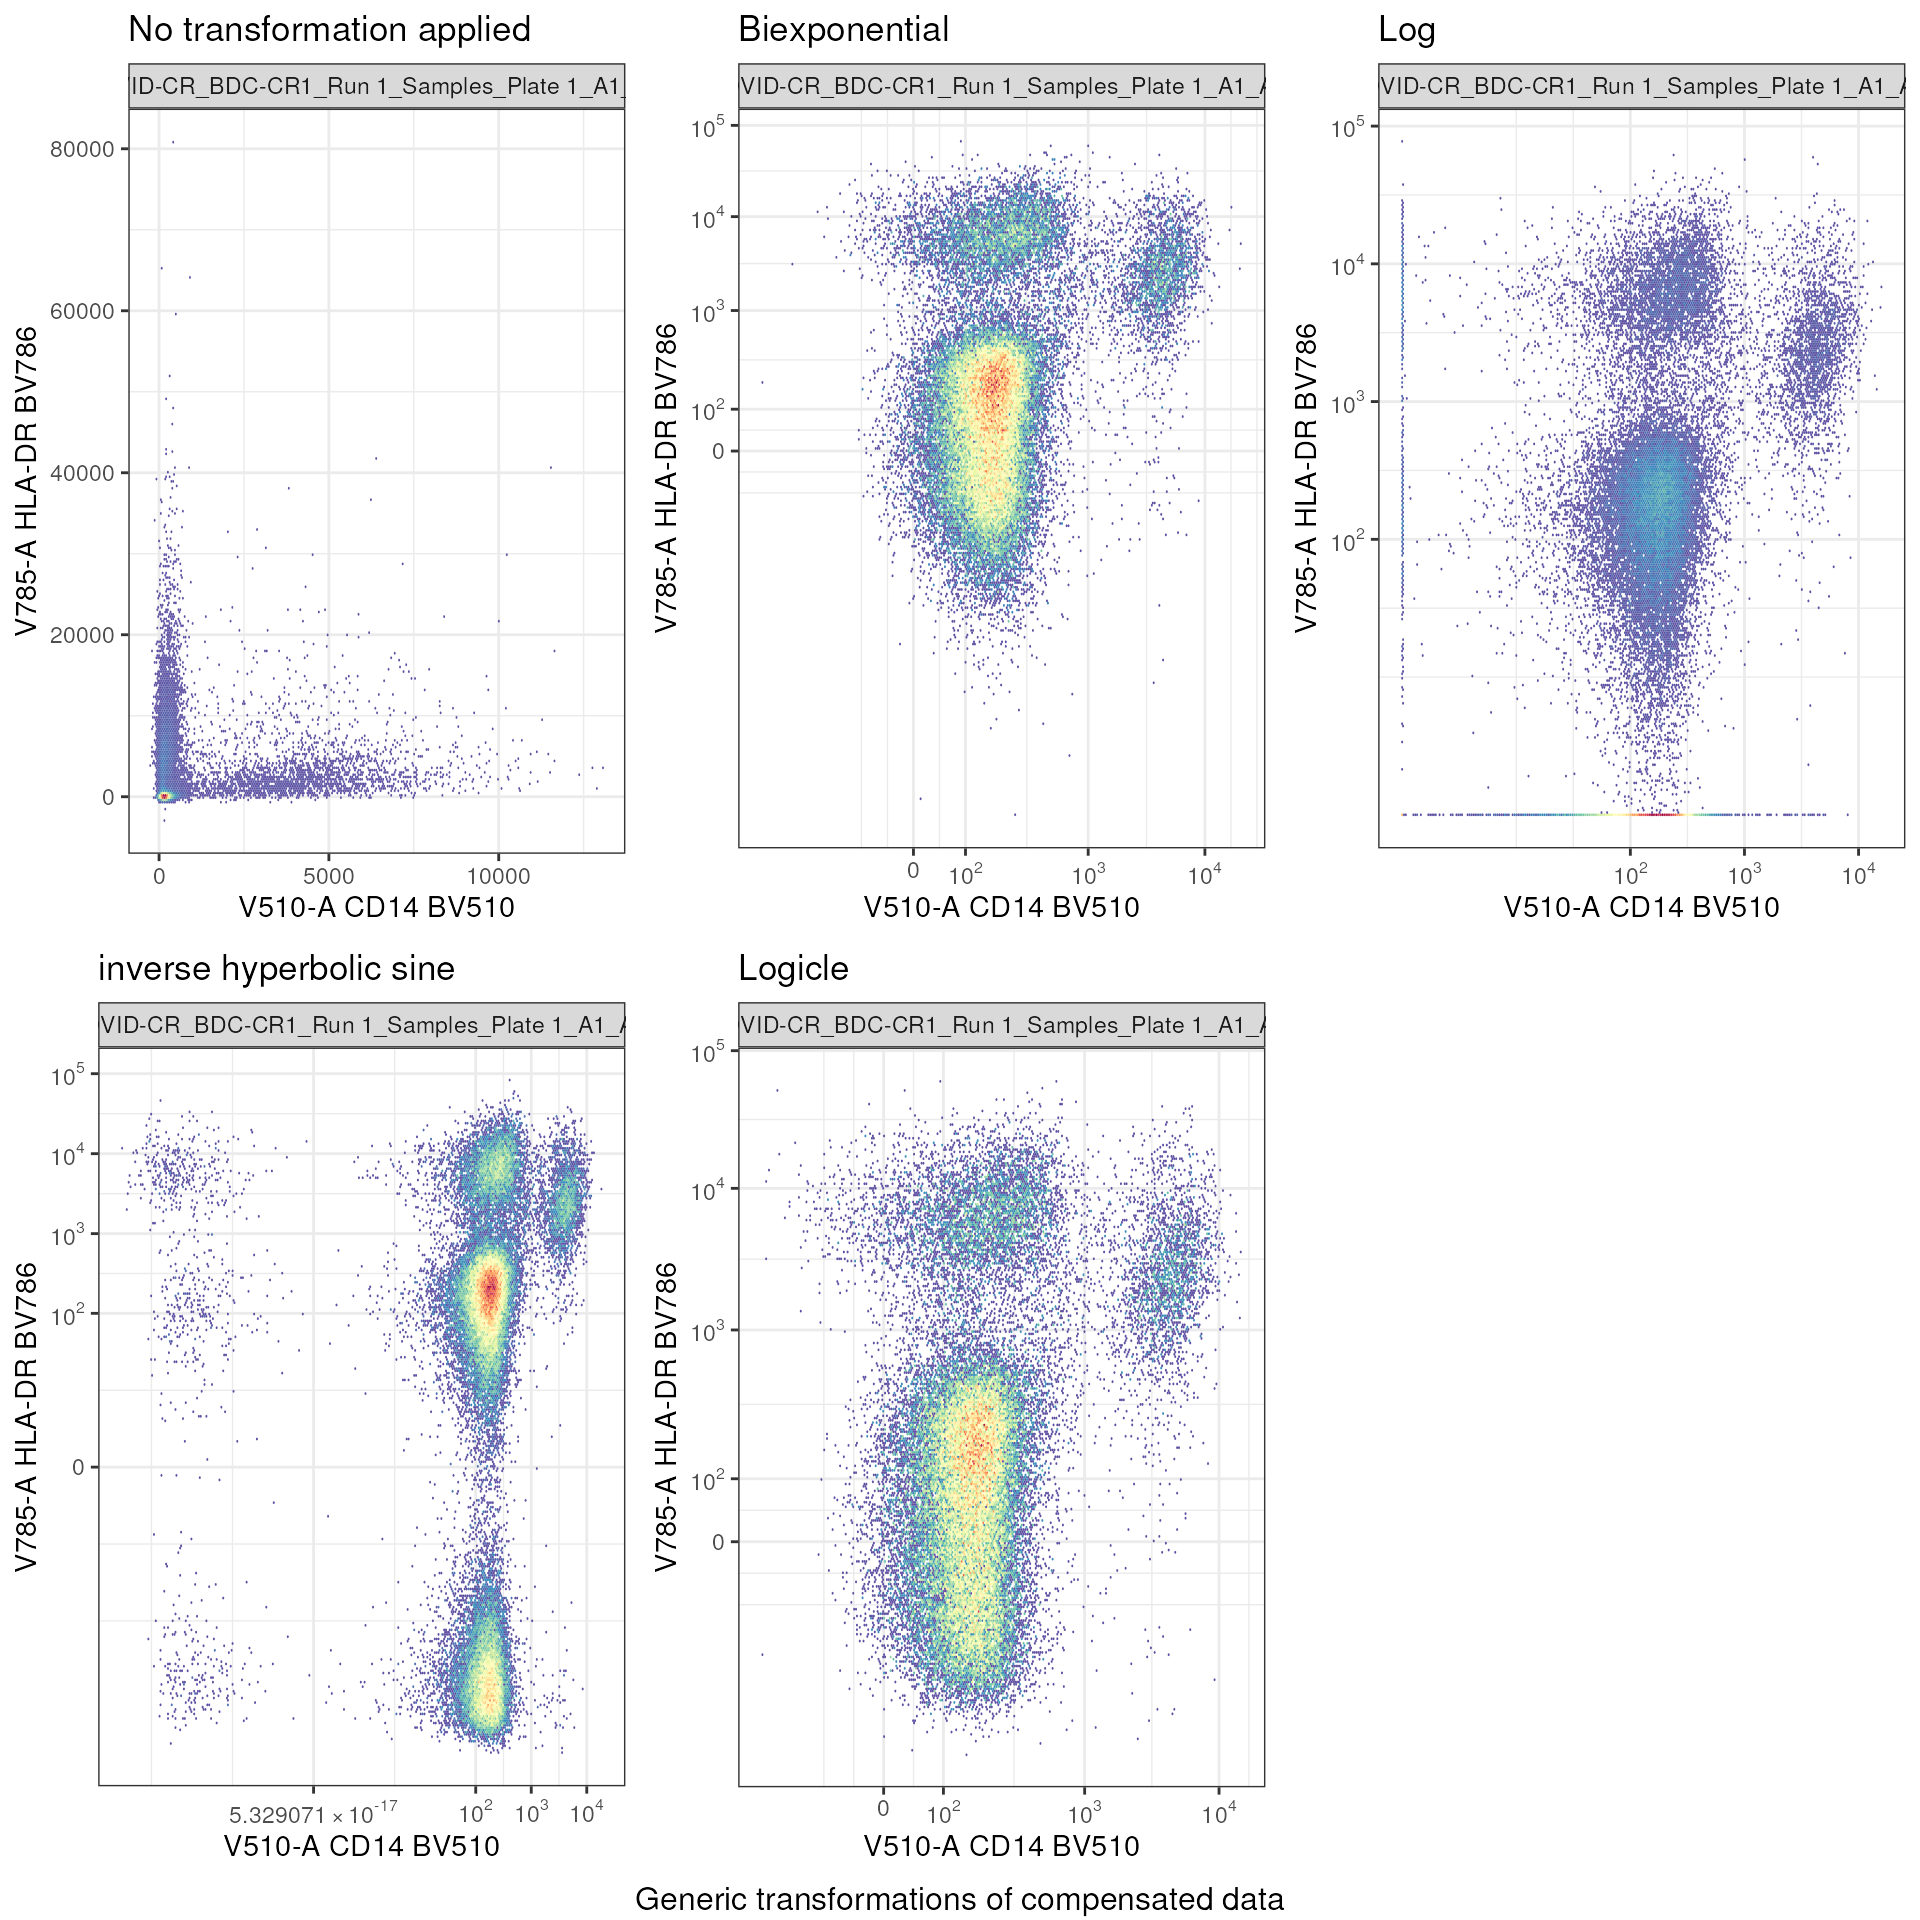 No transformation applied
Biexponential
Log
VID-CR_BDC-CR1_Run 1_Samples_Plate 1_A1_
VID-CR_BDC-CR1_Run 1_Samples_Plate 1_A1_A
VID-CR_BDC-CR1_Run 1_Samples_Plate 1_A1_A
V785-A HLA-DR BV786
80000
60000
40000
20000
0
0 5000 10000
V510-A CD14 BV510
V785-A HLA-DR BV786
10^5
10^4
10^3
10^2
0
0 10^2 10^3 10^4
V510-A CD14 BV510
V785-A HLA-DR BV786
10^5
10^4
10^3
10^2
10^2 10^3 10^4
V510-A CD14 BV510
inverse hyperbolic sine
Logicle
VID-CR_BDC-CR1_Run 1_Samples_Plate 1_A1_A
VID-CR_BDC-CR1_Run 1_Samples_Plate 1_A1_A
V785-A HLA-DR BV786
10^5
10^4
10^3
10^2
0
5.329071 × 10^-17 10^2 10^3 10^4
V510-A CD14 BV510
V785-A HLA-DR BV786
10^5
10^4
10^3
10^2
0
0 10^2 10^3 10^4
V510-A CD14 BV510
Generic transformations of compensated data